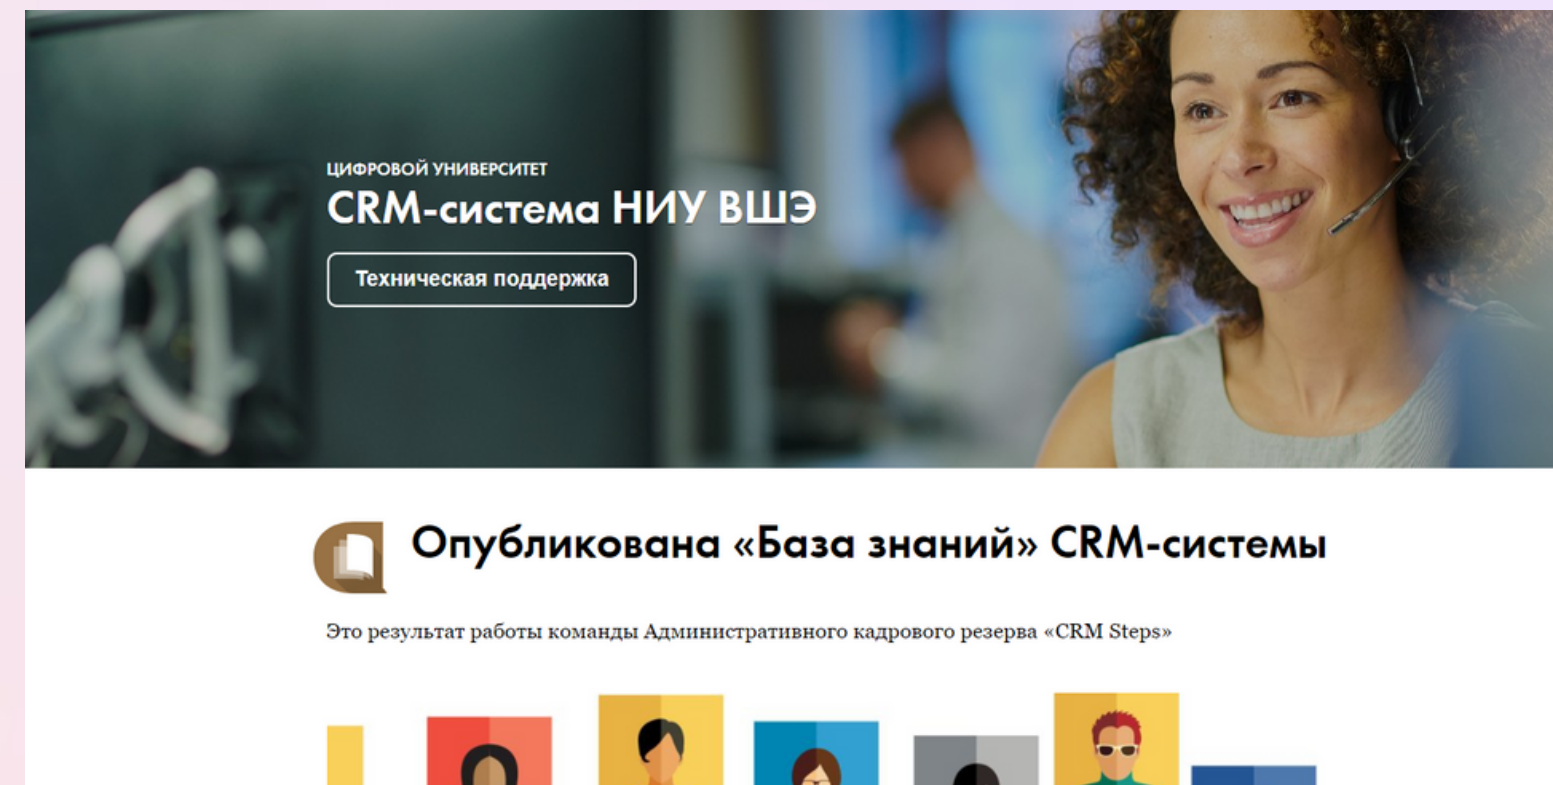 ЦИФРОВОЙ УНИВЕРСИТЕТ
CRM-система НИУ ВШЭ
Техническая поддержка
Опубликована «База знаний» CRM-системы
Это результат работы команды Административного кадрового резерва «CRM Steps»